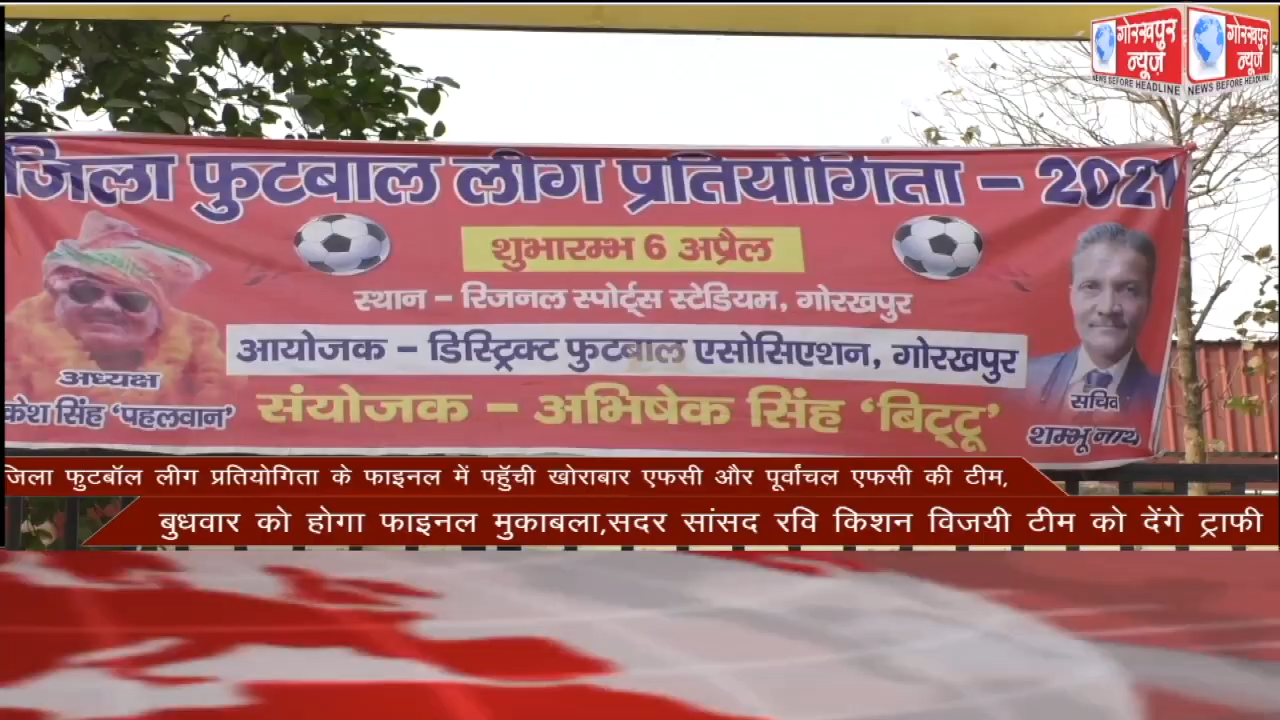 गोरखपुर
न्यूज़
NEWS BEFORE HEADLINE
गोरखपुर
न्यूज़
NEWS BEFORE HEADLINE
जिला फुटबाल लीग प्रतियोगिता – 2021
शुभारम्भ 6 अप्रैल
स्थान – रिजनल स्पोर्ट्स स्टेडियम, गोरखपुर
आयोजक – डिस्ट्रिक्ट फुटबाल एसोसिएशन, गोरखपुर
अध्यक्ष
सिंह ‘पहलवान’
संयोजक – अभिषेक सिंह ‘बिट्टू’
सचिव
शम्भू नाथ
जिला फुटबॉल लीग प्रतियोगिता के फाइनल में पहुॅची खोराबार एफसी और पूर्वांचल एफसी की टीम,
बुधवार को होगा फाइनल मुकाबला,सदर सांसद रवि किशन विजयी टीम को देंगे ट्राफी